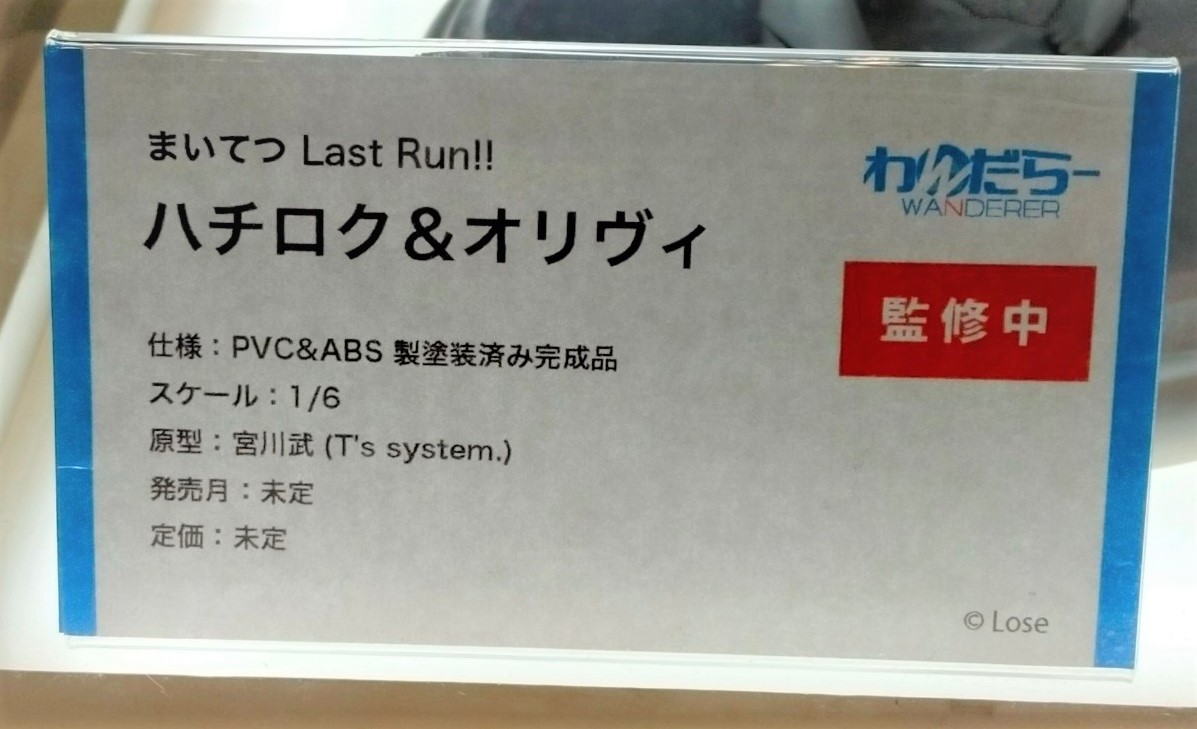 まいてつ Last Run!!
ハチロク＆オリヴィ
わんだらー
WANDERER
監修中
仕様：PVC&ABS 製塗装済み完成品
スケール：1/6
原型：宮川武 (T's system.)
発売月：未定
定価：未定
© Lose